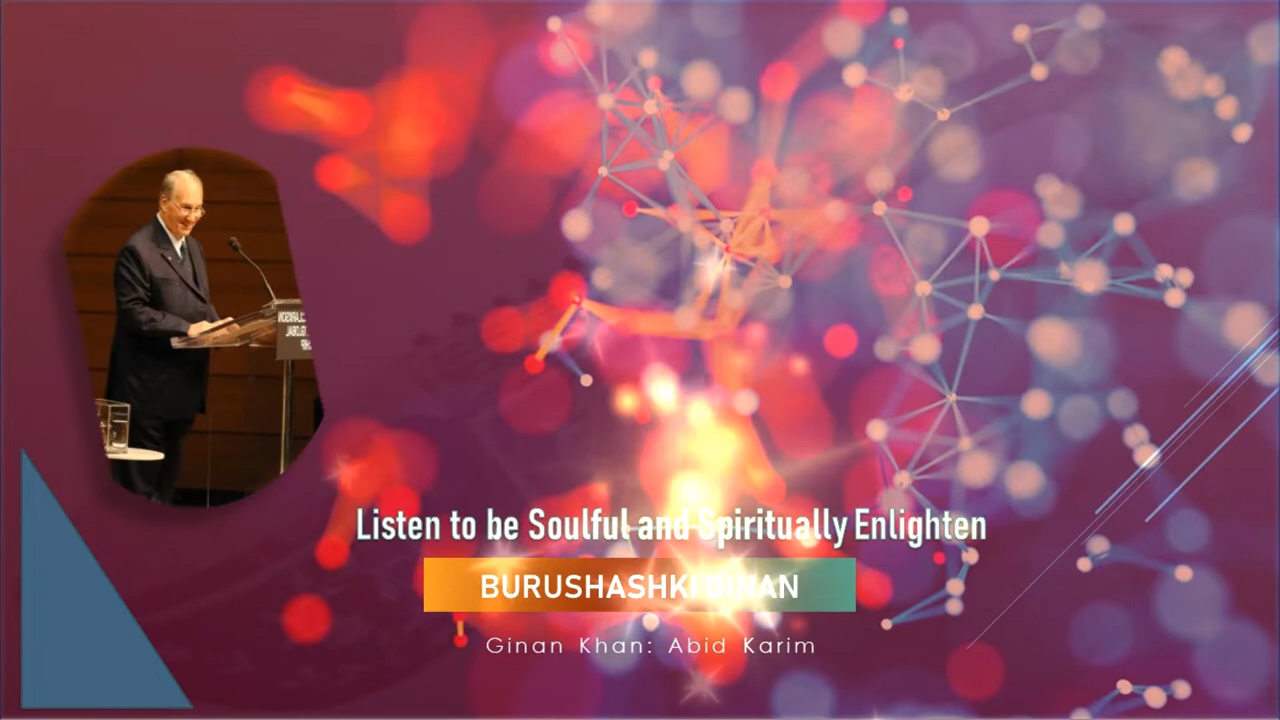 Listen to be Soulful and Spiritually Enlighten
BURUSHASHKI GINAN
Ginan Khan: Abid Karim